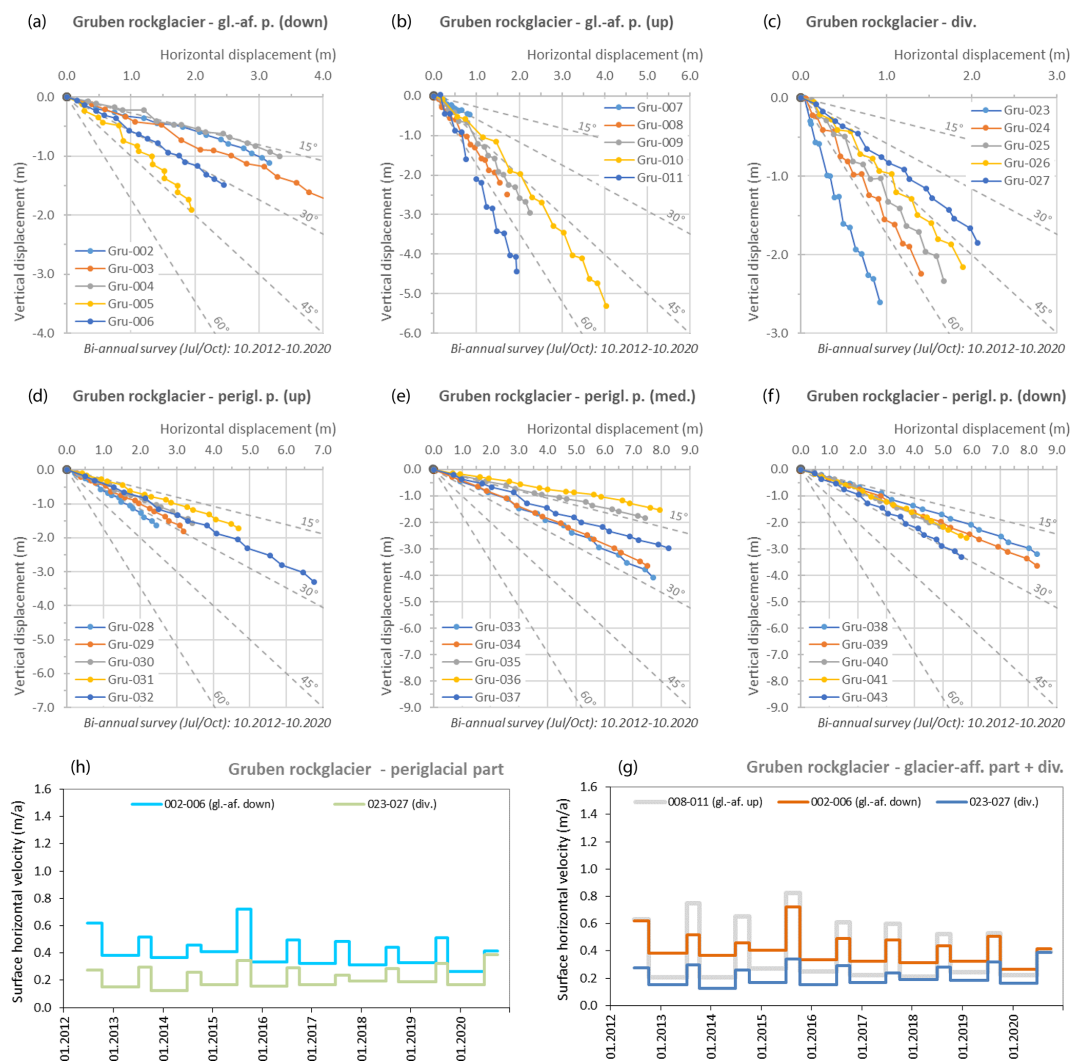 (a) Gruben rockglacier - gl.-af. p. (down)
Horizontal displacement (m)
0.0 1.0 2.0 3.0 4.0
Vertical displacement (m)
0.0
-1.0
-2.0
-3.0
-4.0
15°
30°
45°
60°
Gru-002
Gru-003
Gru-004
Gru-005
Gru-006
Bi-annual survey (Jul/Oct): 10.2012-10.2020
(b) Gruben rockglacier - gl.-af. p. (up)
Horizontal displacement (m)
0.0 1.0 2.0 3.0 4.0 5.0 6.0
Vertical displacement (m)
0.0
-1.0
-2.0
-3.0
-4.0
-5.0
-6.0
Gru-007
Gru-008
Gru-009
Gru-010
Gru-011
15°
30°
45°
60°
Bi-annual survey (Jul/Oct): 10.2012-10.2020
(c) Gruben rockglacier - div.
Horizontal displacement (m)
0.0 1.0 2.0 3.0
Vertical displacement (m)
0.0
-1.0
-2.0
-3.0
Gru-023
Gru-024
Gru-025
Gru-026
Gru-027
15°
30°
45°
60°
Bi-annual survey (Jul/Oct): 10.2012-10.2020
(d) Gruben rockglacier - perigl. p. (up)
Horizontal displacement (m)
0.0 1.0 2.0 3.0 4.0 5.0 6.0 7.0
Vertical displacement (m)
0.0
-1.0
-2.0
-3.0
-4.0
-5.0
-6.0
-7.0
15°
30°
45°
60°
Gru-028
Gru-029
Gru-030
Gru-031
Gru-032
Bi-annual survey (Jul/Oct): 10.2012-10.2020
(e) Gruben rockglacier - perigl. p. (med.)
Horizontal displacement (m)
0.0 1.0 2.0 3.0 4.0 5.0 6.0 7.0 8.0 9.0
Vertical displacement (m)
0.0
-1.0
-2.0
-3.0
-4.0
-5.0
-6.0
-7.0
-8.0
-9.0
15°
30°
45°
60°
Gru-033
Gru-034
Gru-035
Gru-036
Gru-037
Bi-annual survey (Jul/Oct): 10.2012-10.2020
(f) Gruben rockglacier - perigl. p. (down)
Horizontal displacement (m)
0.0 1.0 2.0 3.0 4.0 5.0 6.0 7.0 8.0 9.0
Vertical displacement (m)
0.0
-1.0
-2.0
-3.0
-4.0
-5.0
-6.0
-7.0
-8.0
-9.0
15°
30°
45°
60°
Gru-038
Gru-039
Gru-040
Gru-041
Gru-043
Bi-annual survey (Jul/Oct): 10.2012-10.2020
(h) Gruben rockglacier - periglacial part
002-006 (gl.-af. down) 023-027 (div.)
Surface horizontal velocity (m/a)
1.6
1.4
1.2
1.0
0.8
0.6
0.4
0.2
0.0
01.2012 01.2013 01.2014 01.2015 01.2016 01.2017 01.2018 01.2019 01.2020
(g) Gruben rockglacier - glacier-aff. part + div.
008-011 (gl.-af. up) 002-006 (gl.-af. down) 023-027 (div.)
Surface horizontal velocity (m/a)
1.6
1.4
1.2
1.0
0.8
0.6
0.4
0.2
0.0
01.2012 01.2013 01.2014 01.2015 01.2016 01.2017 01.2018 01.2019 01.2020